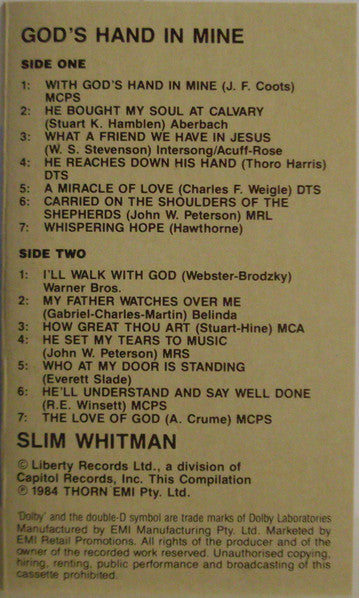 GOD'S HAND IN MINE
SIDE ONE
1: WITH GOD'S HAND IN MINE (J. F. Coots)
MCPS
2: HE BOUGHT MY SOUL AT CALVARY
(Stuart K. Hamblen) Aberbach
3: WHAT A FRIEND WE HAVE IN JESUS
(W. S. Stevenson) Intersong/Acuff-Rose
4: HE REACHES DOWN HIS HAND (Thoro Harris)
DTS
5: A MIRACLE OF LOVE (Charles F. Weigle) DTS
6: CARRIED ON THE SHOULDERS OF THE
SHEPHERDS (John W. Peterson) MRL
7: WHISPERING HOPE (Hawthorne)
SIDE TWO
1: I'LL WALK WITH GOD (Webster-Brodzky)
Warner Bros.
2: MY FATHER WATCHES OVER ME
(Gabriel-Charles-Martin) Belinda
3: HOW GREAT THOU ART (Stuart-Hine) MCA
4: HE SET MY TEARS TO MUSIC
(John W. Peterson) MRS
5: WHO AT MY DOOR IS STANDING
(Everett Slade)
6: HE'LL UNDERSTAND AND SAY WELL DONE
(R.E. Winsett) MCPS
7: THE LOVE OF GOD (A. Crume) MCPS
SLIM WHITMAN
© Liberty Records Ltd., a division of
Capitol Records, Inc. This Compilation
℗ 1984 THORN EMI Pty. Ltd.
'Dolby' and the double-D symbol are trade marks of Dolby Laboratories
Manufactured by EMI Manufacturing Pty. Ltd. Marketed by
EMI Retail Promotions. All rights of the producer and of the
owner of the recorded work reserved. Unauthorised copying,
hiring, renting, public performance and broadcasting of this
cassette prohibited.